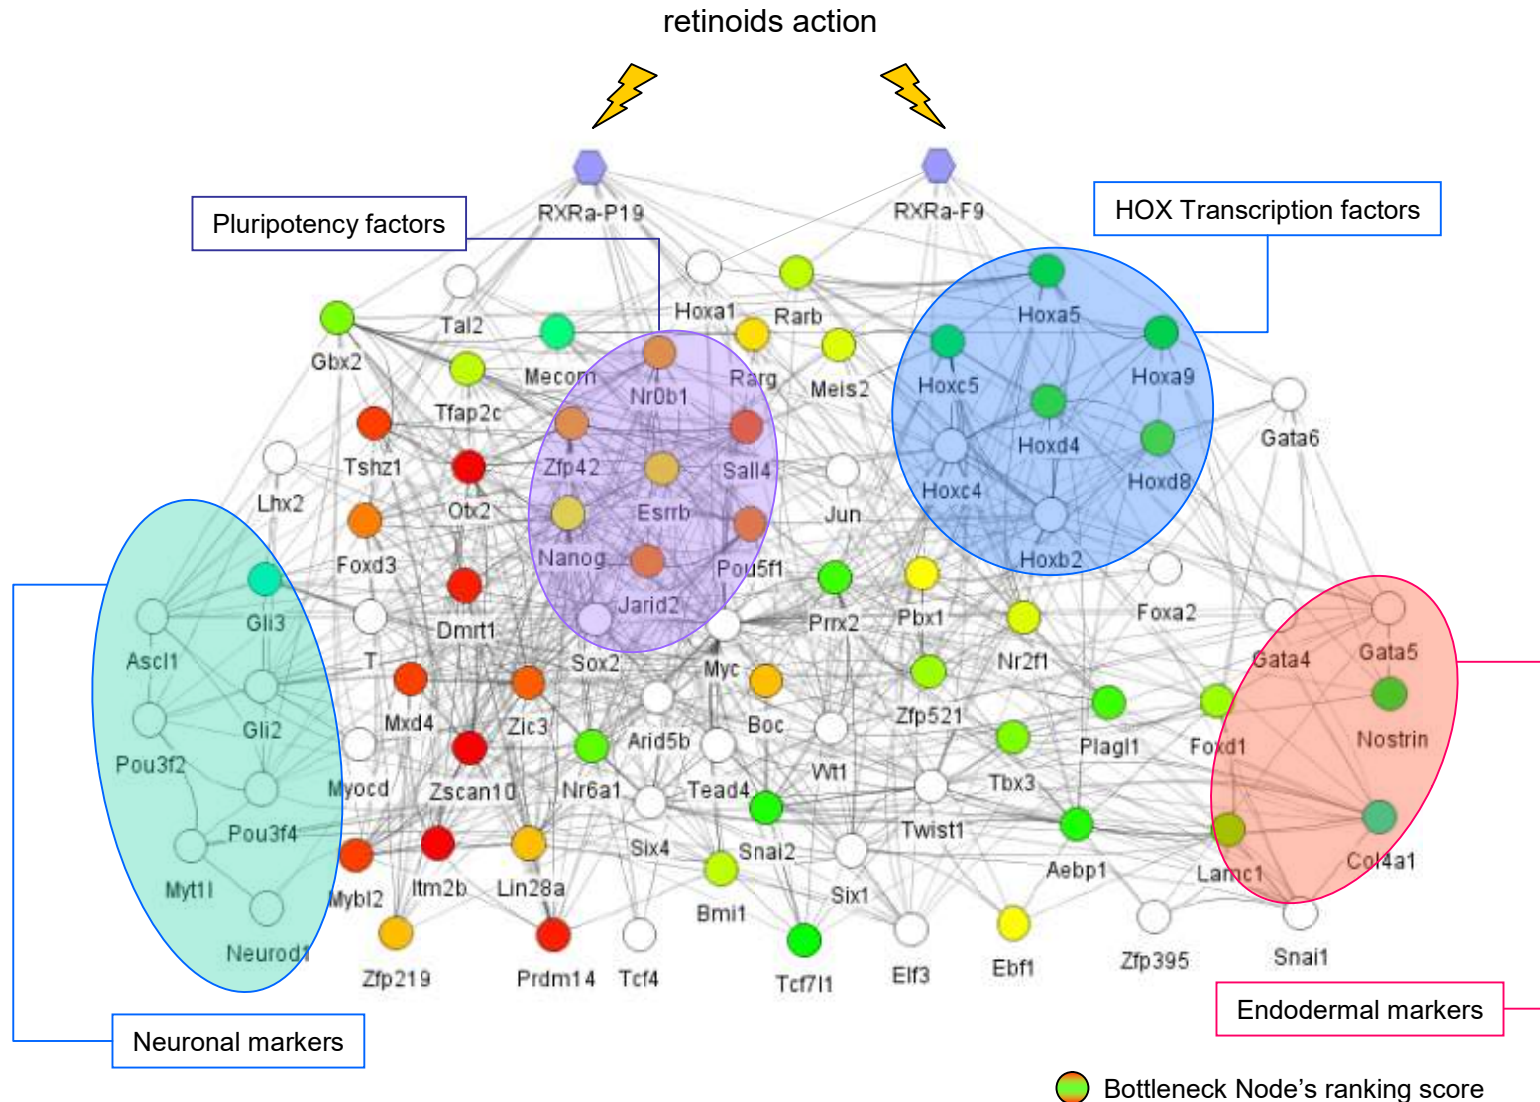 retinoids action
RXRa-P19
RXRa-F9
Pluripotency factors
HOX Transcription factors
Tal2
Hoxa1
Rarb
Hoxa5
Gbx2
Mecom
Rarg
Meis2
Hoxc5
Hoxa9
Tfap2c
Nr0b1
Hoxd4
Gata6
Tshz1
Zfp42
Sall4
Hoxc4
Hoxd8
Lhx2
Otx2
Esrrb
Jun
Foxd3
Nanog
Pou5f1
Hoxb2
Gli3
Dmrt1
Jarid2
Prrx2
Pbx1
Foxa2
Ascl1
T
Sox2
Myc
Nr2f1
Gata4
Gata5
Gli2
Mxd4
Zic3
Arid5b
Boc
Zfp521
Plagl1
Foxd1
Nostrin
Pou3f2
Myocd
Zscan10
Nr6a1
Tead4
Wt1
Tbx3
Pou3f4
Six4
Snai2
Twist1
Aebp1
Lamc1
Col4a1
Myt1l
Mybl2
Itm2b
Lin28a
Bmi1
Six1
Neurod1
Zfp219
Prdm14
Tcf4
Tcf7l1
Elf3
Ebf1
Zfp395
Snai1
Endodermal markers
Neuronal markers
Bottleneck Node's ranking score